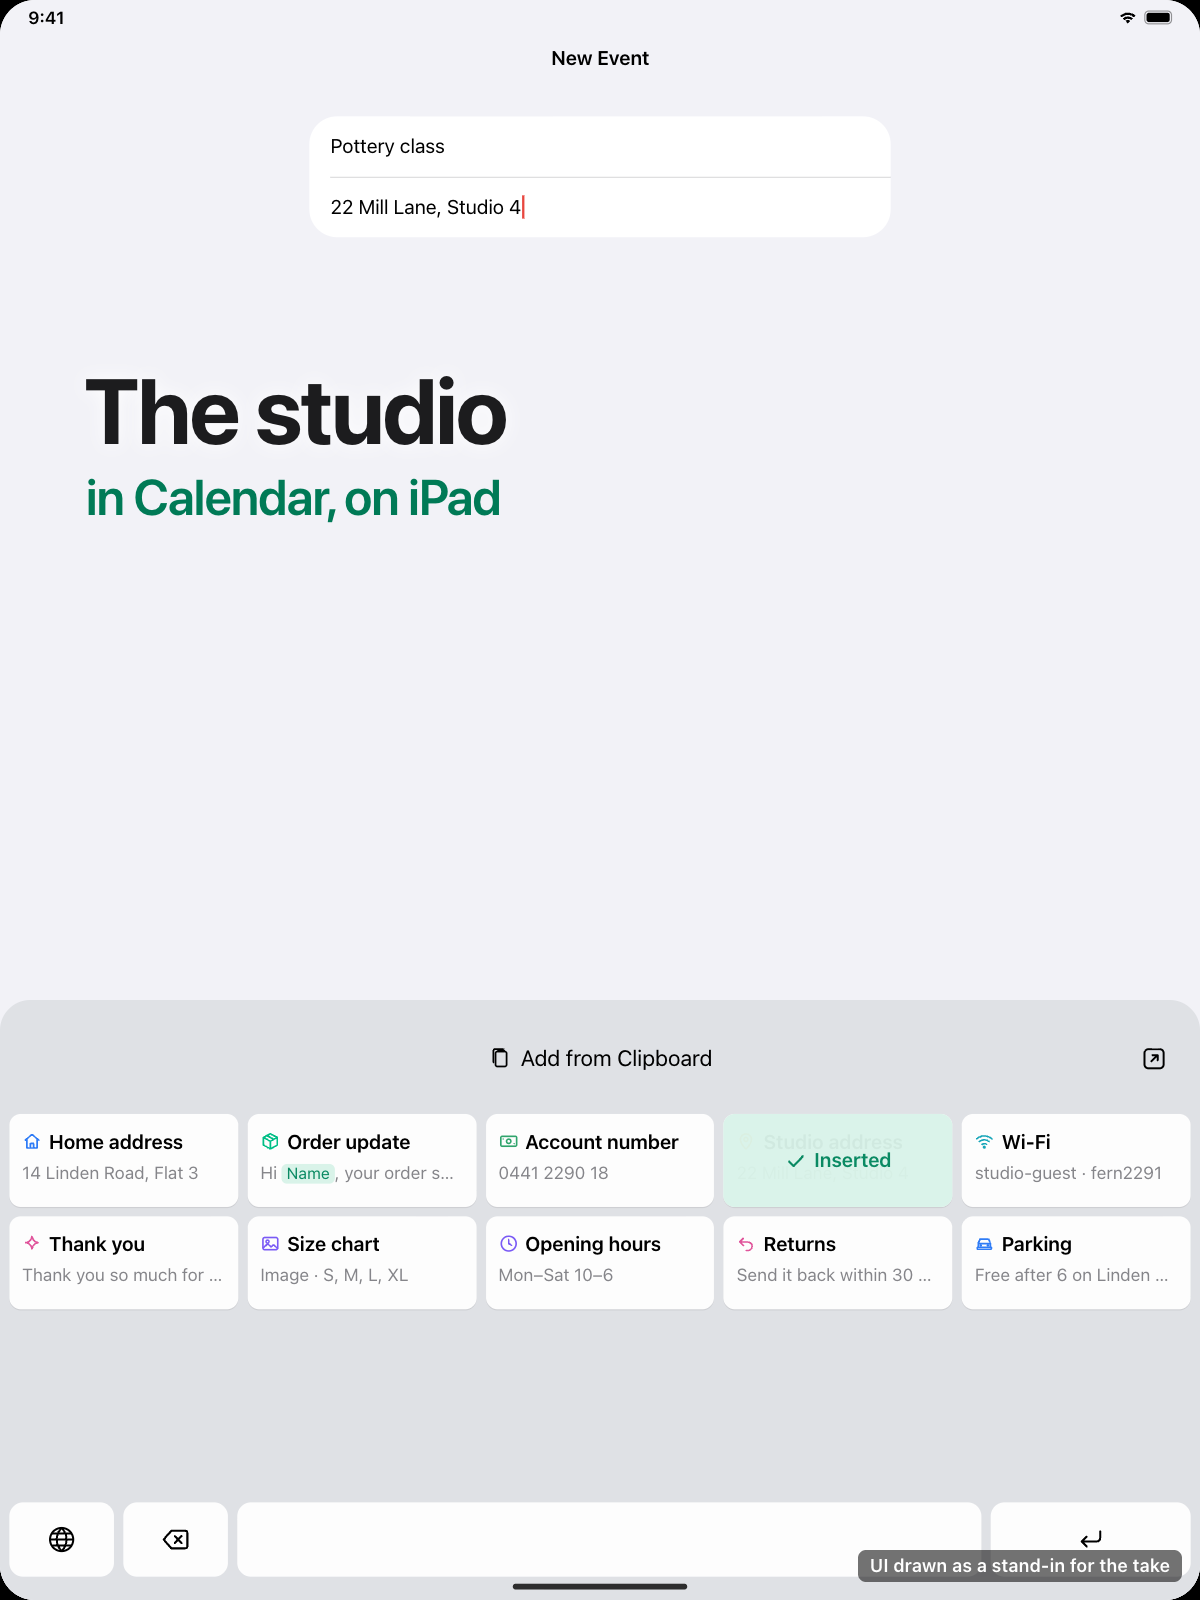 9:41
New Event
Pottery class
22 Mill Lane, Studio 4
The studio
in Calendar, on iPad
Add from Clipboard
Home address
14 Linden Road, Flat 3
Order update
Hi Name, your order s...
Account number
0441 2290 18
Studio address
Inserted
Wi-Fi
studio-guest · fern2291
Thank you
Thank you so much for ...
Size chart
Image · S, M, L, XL
Opening hours
Mon–Sat 10–6
Returns
Send it back within 30 ...
Parking
Free after 6 on Linden ...
UI drawn as a stand-in for the take